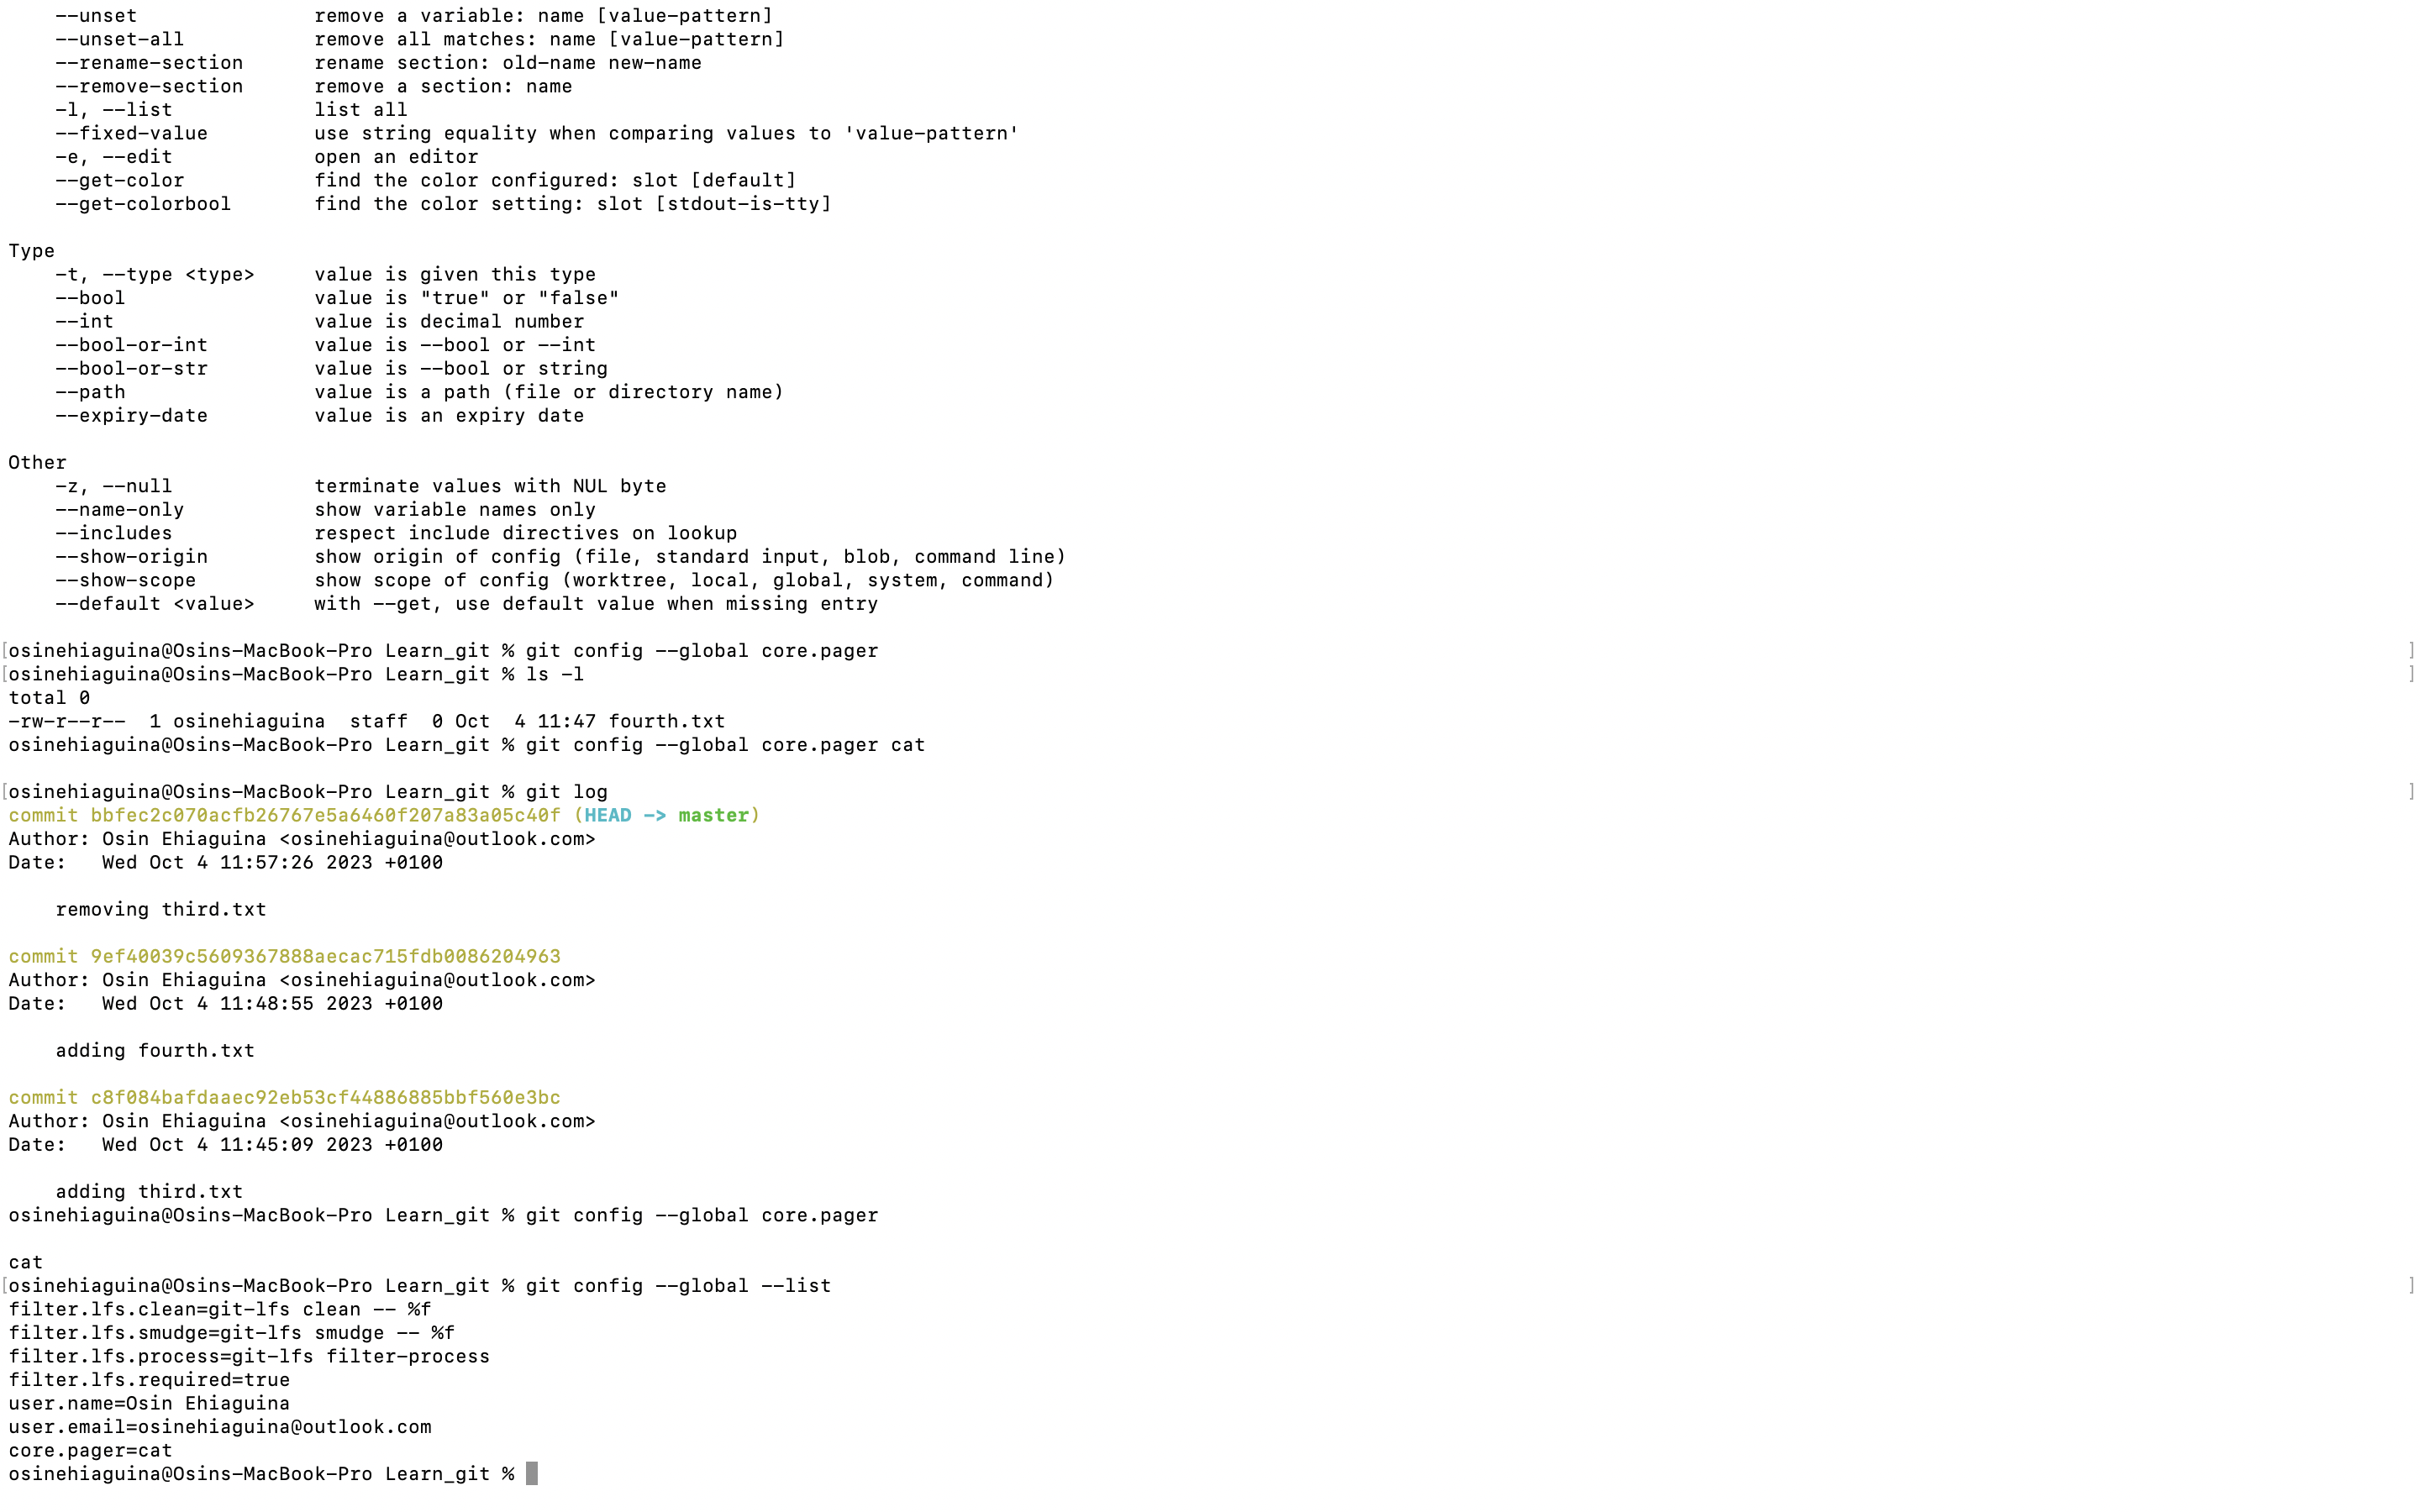 --unset               remove a variable: name [value-pattern]
    --unset-all           remove all matches: name [value-pattern]
    --rename-section      rename section: old-name new-name
    --remove-section      remove a section: name
    -l, --list            list all
    --fixed-value         use string equality when comparing values to 'value-pattern'
    -e, --edit            open an editor
    --get-color           find the color configured: slot [default]
    --get-colorbool       find the color setting: slot [stdout-is-tty]

Type
    -t, --type <type>     value is given this type
    --bool                value is "true" or "false"
    --int                 value is decimal number
    --bool-or-int         value is --bool or --int
    --bool-or-str         value is --bool or string
    --path                value is a path (file or directory name)
    --expiry-date         value is an expiry date

Other
    -z, --null            terminate values with NUL byte
    --name-only           show variable names only
    --includes            respect include directives on lookup
    --show-origin         show origin of config (file, standard input, blob, command line)
    --show-scope          show scope of config (worktree, local, global, system, command)
    --default <value>     with --get, use default value when missing entry

[osinehiaguina@Osins-MacBook-Pro Learn_git % git config --global core.pager ]
[osinehiaguina@Osins-MacBook-Pro Learn_git % ls -l ]
total 0
-rw-r--r--  1 osinehiaguina  staff  0 Oct  4 11:47 fourth.txt
osinehiaguina@Osins-MacBook-Pro Learn_git % git config --global core.pager cat

[osinehiaguina@Osins-MacBook-Pro Learn_git % git log ]
commit bbfec2c070acfb26767e5a6460f207a83a05c40f (HEAD -> master)
Author: Osin Ehiaguina <osinehiaguina@outlook.com>
Date:   Wed Oct 4 11:57:26 2023 +0100

    removing third.txt

commit 9ef40039c5609367888aecac715fdb0086204963
Author: Osin Ehiaguina <osinehiaguina@outlook.com>
Date:   Wed Oct 4 11:48:55 2023 +0100

    adding fourth.txt

commit c8f084bafdaaec92eb53cf44886885bbf560e3bc
Author: Osin Ehiaguina <osinehiaguina@outlook.com>
Date:   Wed Oct 4 11:45:09 2023 +0100

    adding third.txt
osinehiaguina@Osins-MacBook-Pro Learn_git % git config --global core.pager

cat
[osinehiaguina@Osins-MacBook-Pro Learn_git % git config --global --list ]
filter.lfs.clean=git-lfs clean -- %f
filter.lfs.smudge=git-lfs smudge -- %f
filter.lfs.process=git-lfs filter-process
filter.lfs.required=true
user.name=Osin Ehiaguina
user.email=osinehiaguina@outlook.com
core.pager=cat
osinehiaguina@Osins-MacBook-Pro Learn_git %